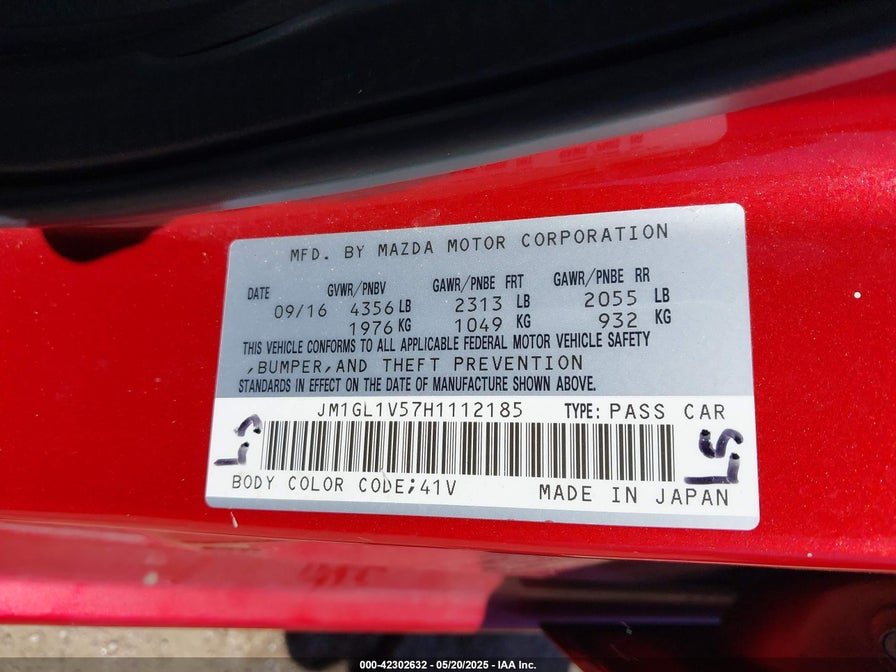 MFD. BY MAZDA MOTOR CORPORATION
DATE GVWR/PNBV GAWR/PNBE FRT GAWR/PNBE RR
09/16 4356 LB 2313 LB 2055 LB
1976 KG 1049 KG 932 KG
THIS VEHICLE CONFORMS TO ALL APPLICABLE FEDERAL MOTOR VEHICLE SAFETY
,BUMPER,AND THEFT PREVENTION
STANDARDS IN EFFECT ON THE DATE OF MANUFACTURE SHOWN ABOVE.
JM1GL1V57H1112185 TYPE: PASS CAR
BODY COLOR CODE;41V MADE IN JAPAN
000-42302632 - 05/20/2025 - IAA Inc.